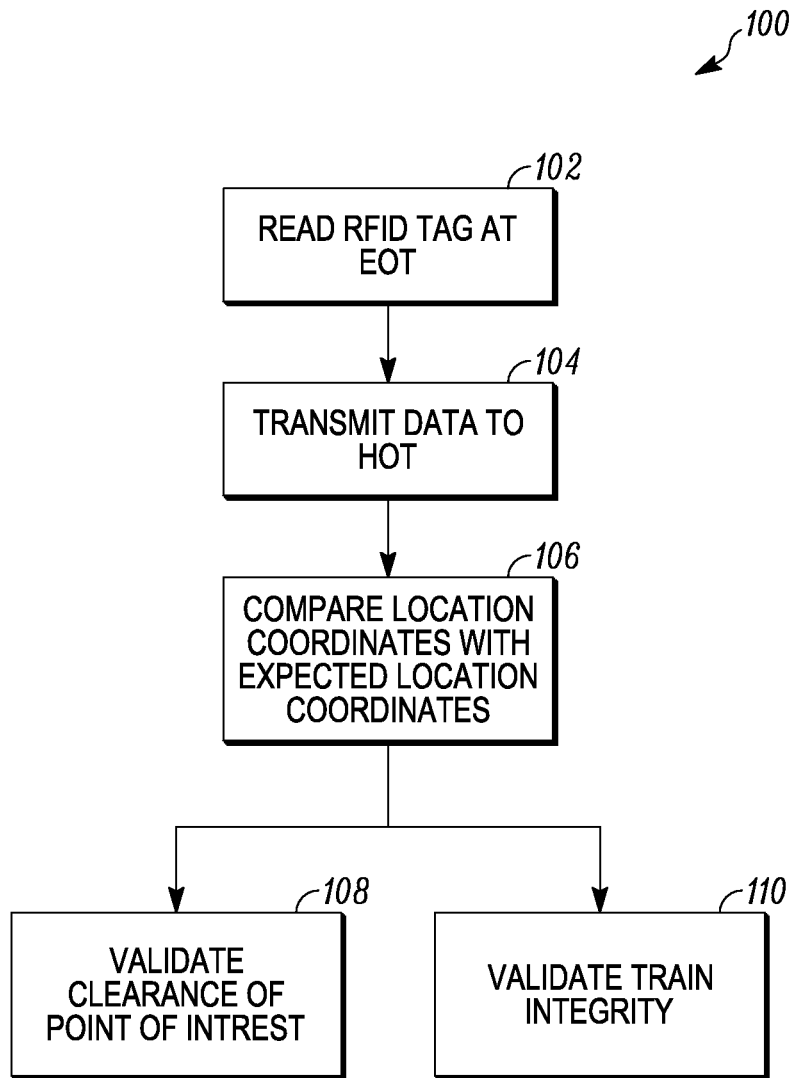 100
102
READ RFID TAG AT
EOT
104
TRANSMIT DATA TO
HOT
106
COMPARE LOCATION
COORDINATES WITH
EXPECTED LOCATION
COORDINATES
108
VALIDATE
CLEARANCE OF
POINT OF INTREST
110
VALIDATE TRAIN
INTEGRITY